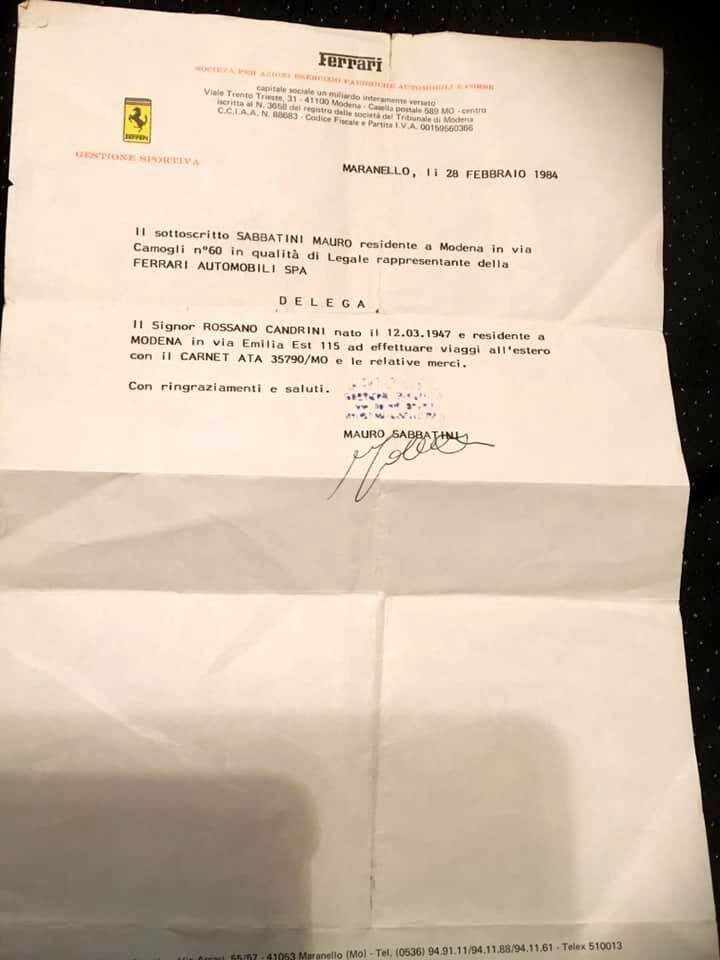 Ferrari
SOCIETÀ PER AZIONI ESERCIZIO FABBRICHE AUTOMOBILI E CORSE
capitale sociale un miliardo interamente versato
Viale Trento Trieste, 31 - 41100 Modena - Casella postale 589 MO - centro
iscritta al N. 3658 del registro delle società del Tribunale di Modena
C.C.I.A.A. N. 88683 - Codice Fiscale e Partita I.V.A. 00159560366
GESTIONE SPORTIVA
MARANELLO, li 28 FEBBRAIO 1984
Il sottoscritto SABBATINI MAURO residente a Modena in via
Camogli n°60 in qualità di Legale rappresentante della
FERRARI AUTOMOBILI SPA
D E L E G A
Il Signor ROSSANO CANDRINI nato il 12.03.1947 e residente a
MODENA in via Emilia Est 115 ad effettuare viaggi all'estero
con il CARNET ATA 35790/MO e le relative merci.
Con ringraziamenti e saluti.
MAURO SABBATINI
55/57 - 41053 Maranello (Mo) - Tel. (0536) 94.91.11/94.11.88/94.11.61 - Telex 510013